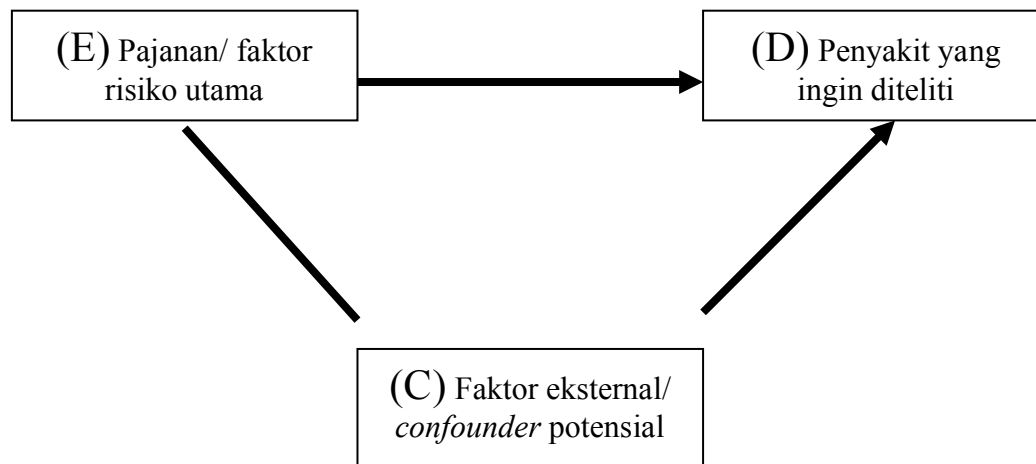 (E) Pajanan/ faktor
risiko utama
(D) Penyakit yang
ingin diteliti
(C) Faktor eksternal/
confounder potensial